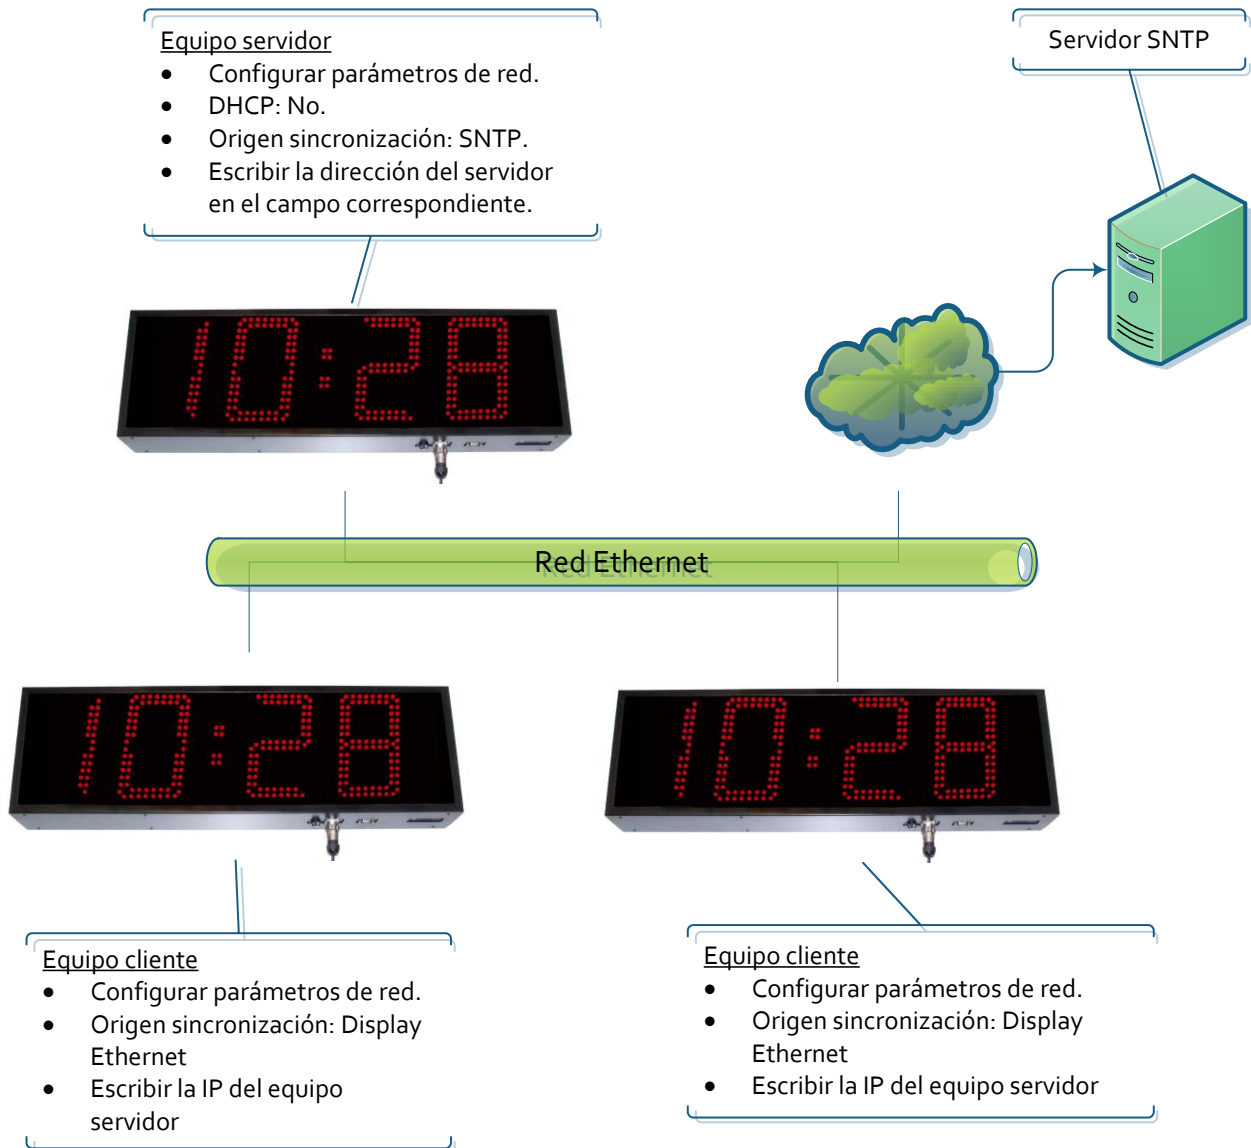 Equipo servidor
• Configurar parámetros de red.
• DHCP: No.
• Origen sincronización: SNTP.
• Escribir la dirección del servidor
en el campo correspondiente.
Servidor SNTP
10:28
Red Ethernet
10:28
10:28
Equipo cliente
• Configurar parámetros de red.
• Origen sincronización: Display
Ethernet
• Escribir la IP del equipo
servidor
Equipo cliente
• Configurar parámetros de red.
• Origen sincronización: Display
Ethernet
• Escribir la IP del equipo servidor